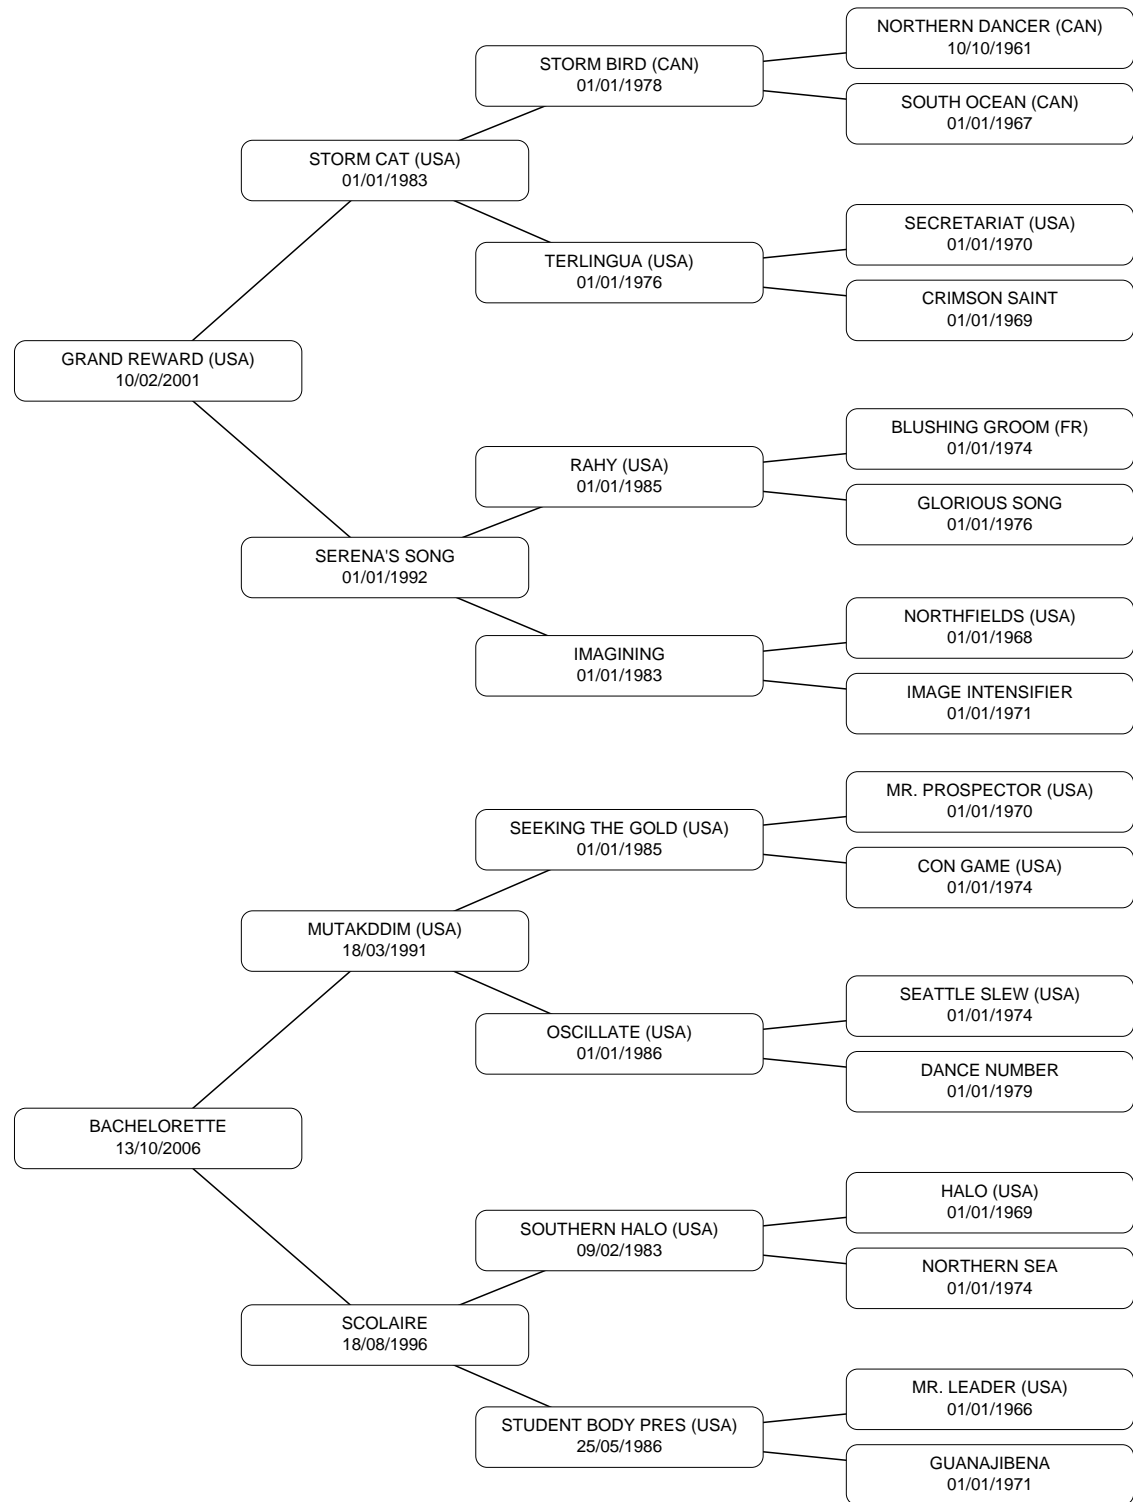 NORTHERN DANCER (CAN)
10/10/1961
STORM BIRD (CAN)
01/01/1978
SOUTH OCEAN (CAN)
01/01/1967
STORM CAT (USA)
01/01/1983
SECRETARIAT (USA)
01/01/1970
TERLINGUA (USA)
01/01/1976
CRIMSON SAINT
01/01/1969
GRAND REWARD (USA)
10/02/2001
BLUSHING GROOM (FR)
01/01/1974
RAHY (USA)
01/01/1985
GLORIOUS SONG
01/01/1976
SERENA'S SONG
01/01/1992
NORTHFIELDS (USA)
01/01/1968
IMAGINING
01/01/1983
IMAGE INTENSIFIER
01/01/1971
MR. PROSPECTOR (USA)
01/01/1970
SEEKING THE GOLD (USA)
01/01/1985
CON GAME (USA)
01/01/1974
MUTAKDDIM (USA)
18/03/1991
SEATTLE SLEW (USA)
01/01/1974
OSCILLATE (USA)
01/01/1986
DANCE NUMBER
01/01/1979
BACHELORETTE
13/10/2006
HALO (USA)
01/01/1969
SOUTHERN HALO (USA)
09/02/1983
NORTHERN SEA
01/01/1974
SCOLAIRE
18/08/1996
MR. LEADER (USA)
01/01/1966
STUDENT BODY PRES (USA)
25/05/1986
GUANAJIBENA
01/01/1971